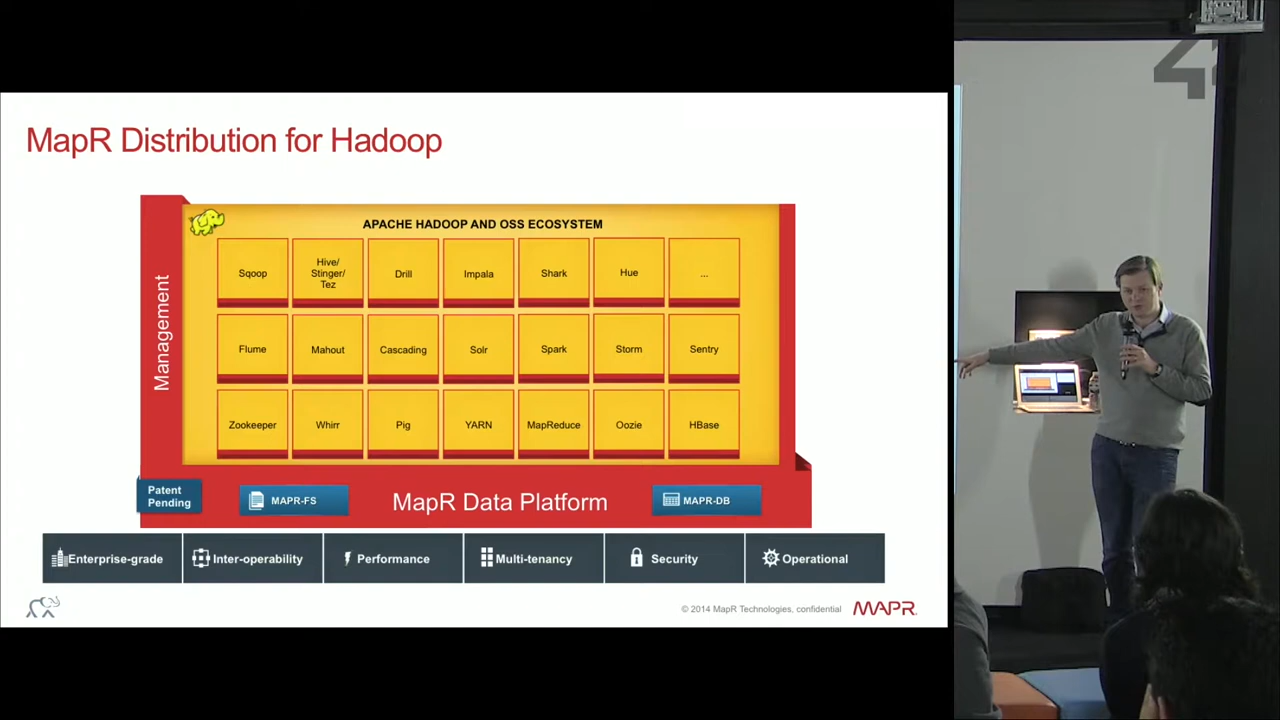 MapR Distribution for Hadoop
APACHE HADOOP AND OSS ECOSYSTEM
Management
Sqoop
Hive/
Stinger/
Tez
Drill
Impala
Shark
Hue
...
Flume
Mahout
Cascading
Solr
Spark
Storm
Sentry
Zookeeper
Whirr
Pig
YARN
MapReduce
Oozie
HBase
Patent
Pending
MAPR-FS
MapR Data Platform
MAPR-DB
Enterprise-grade
Inter-operability
Performance
Multi-tenancy
Security
Operational
© 2014 MapR Technologies, confidential
MAPR
42